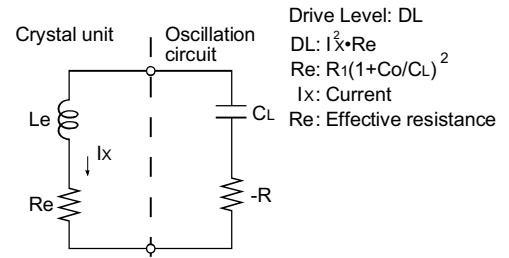 Crystal unit
Oscillation
circuit
Le
Ix
Re
CL
-R
Drive Level: DL
DL: I²x•Re
Re: R1(1+Co/CL)²
Ix: Current
Re: Effective resistance